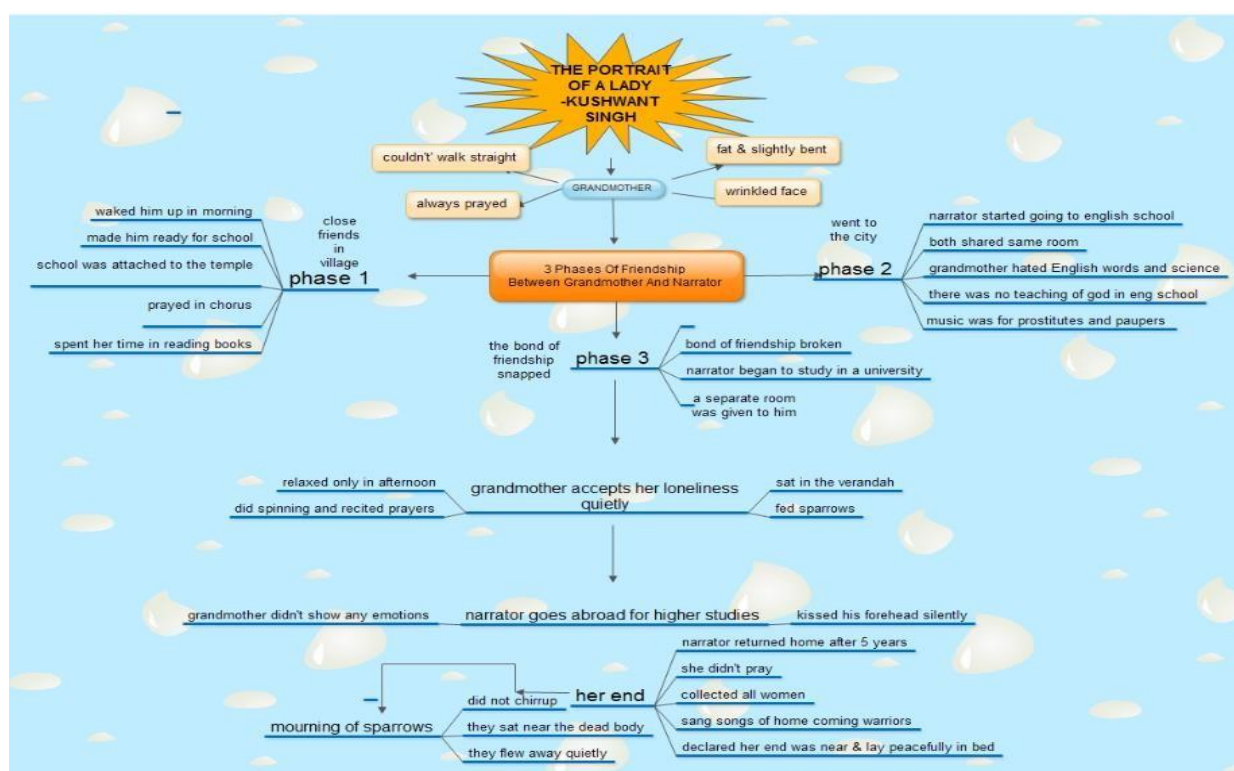 THE PORTRAIT
OF A LADY
-KUSHWANT
SINGH
couldn't' walk straight
fat & slightly bent
GRANDMOTHER
always prayed
wrinkled face
waked him up in morning
made him ready for school
school was attached to the temple
prayed in chorus
spent her time in reading books
close
friends
in
village
phase 1
3 Phases Of Friendship
Between Grandmother And Narrator
went to
the city
phase 2
narrator started going to english school
both shared same room
grandmother hated English words and science
there was no teaching of god in eng school
music was for prostitutes and paupers
the bond of
friendship
snapped
phase 3
bond of friendship broken
narrator began to study in a university
a separate room
was given to him
relaxed only in afternoon
did spinning and recited prayers
grandmother accepts her loneliness
quietly
sat in the verandah
fed sparrows
grandmother didn't show any emotions
narrator goes abroad for higher studies
kissed his forehead silently
her end
narrator returned home after 5 years
she didn't pray
collected all women
sang songs of home coming warriors
declared her end was near & lay peacefully in bed
mourning of sparrows
did not chirrup
they sat near the dead body
they flew away quietly